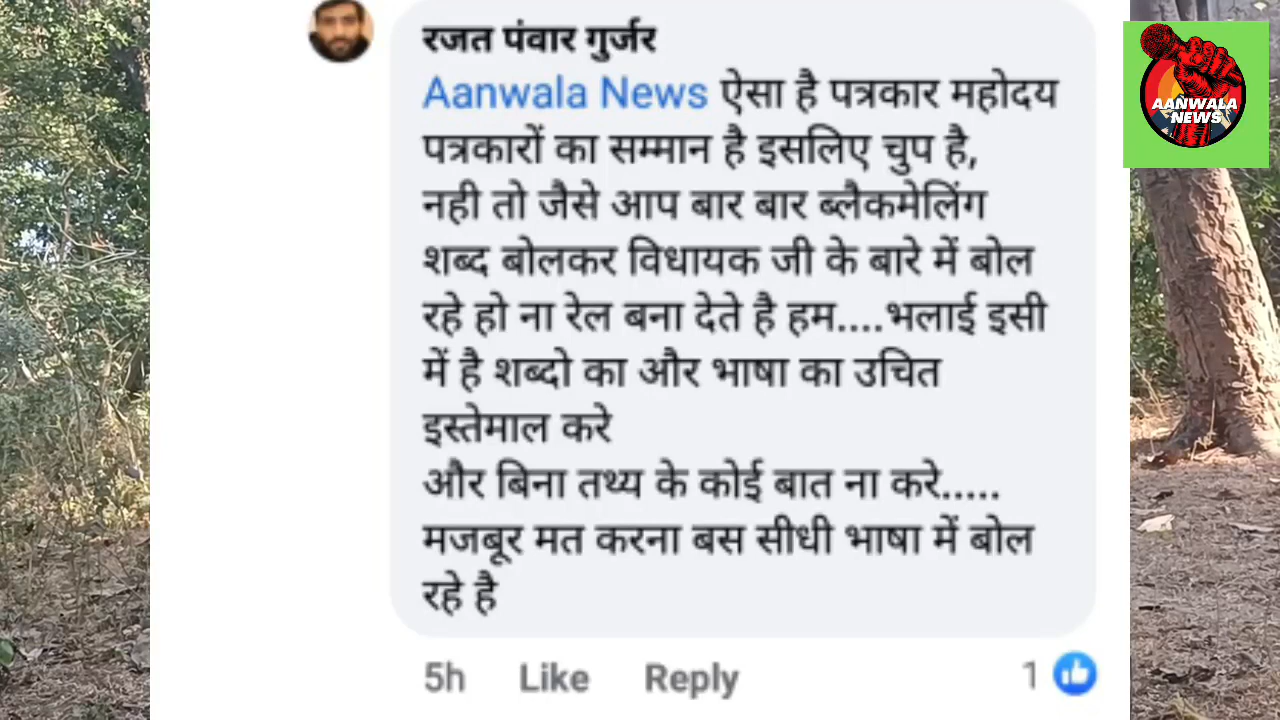 रजत पंवार गुर्जर
Aanwala News ऐसा है पत्रकार महोदय
पत्रकारों का सम्मान है इसलिए चुप है,
नही तो जैसे आप बार बार ब्लैकमेलिंग
शब्द बोलकर विधायक जी के बारे में बोल
रहे हो ना रेल बना देते है हम....भलाई इसी
में है शब्दो का और भाषा का उचित
इस्तेमाल करे
और बिना तथ्य के कोई बात ना करे.....
मजबूर मत करना बस सीधी भाषा में बोल
रहे है
5h Like Reply 1
AANWALA
NEWS